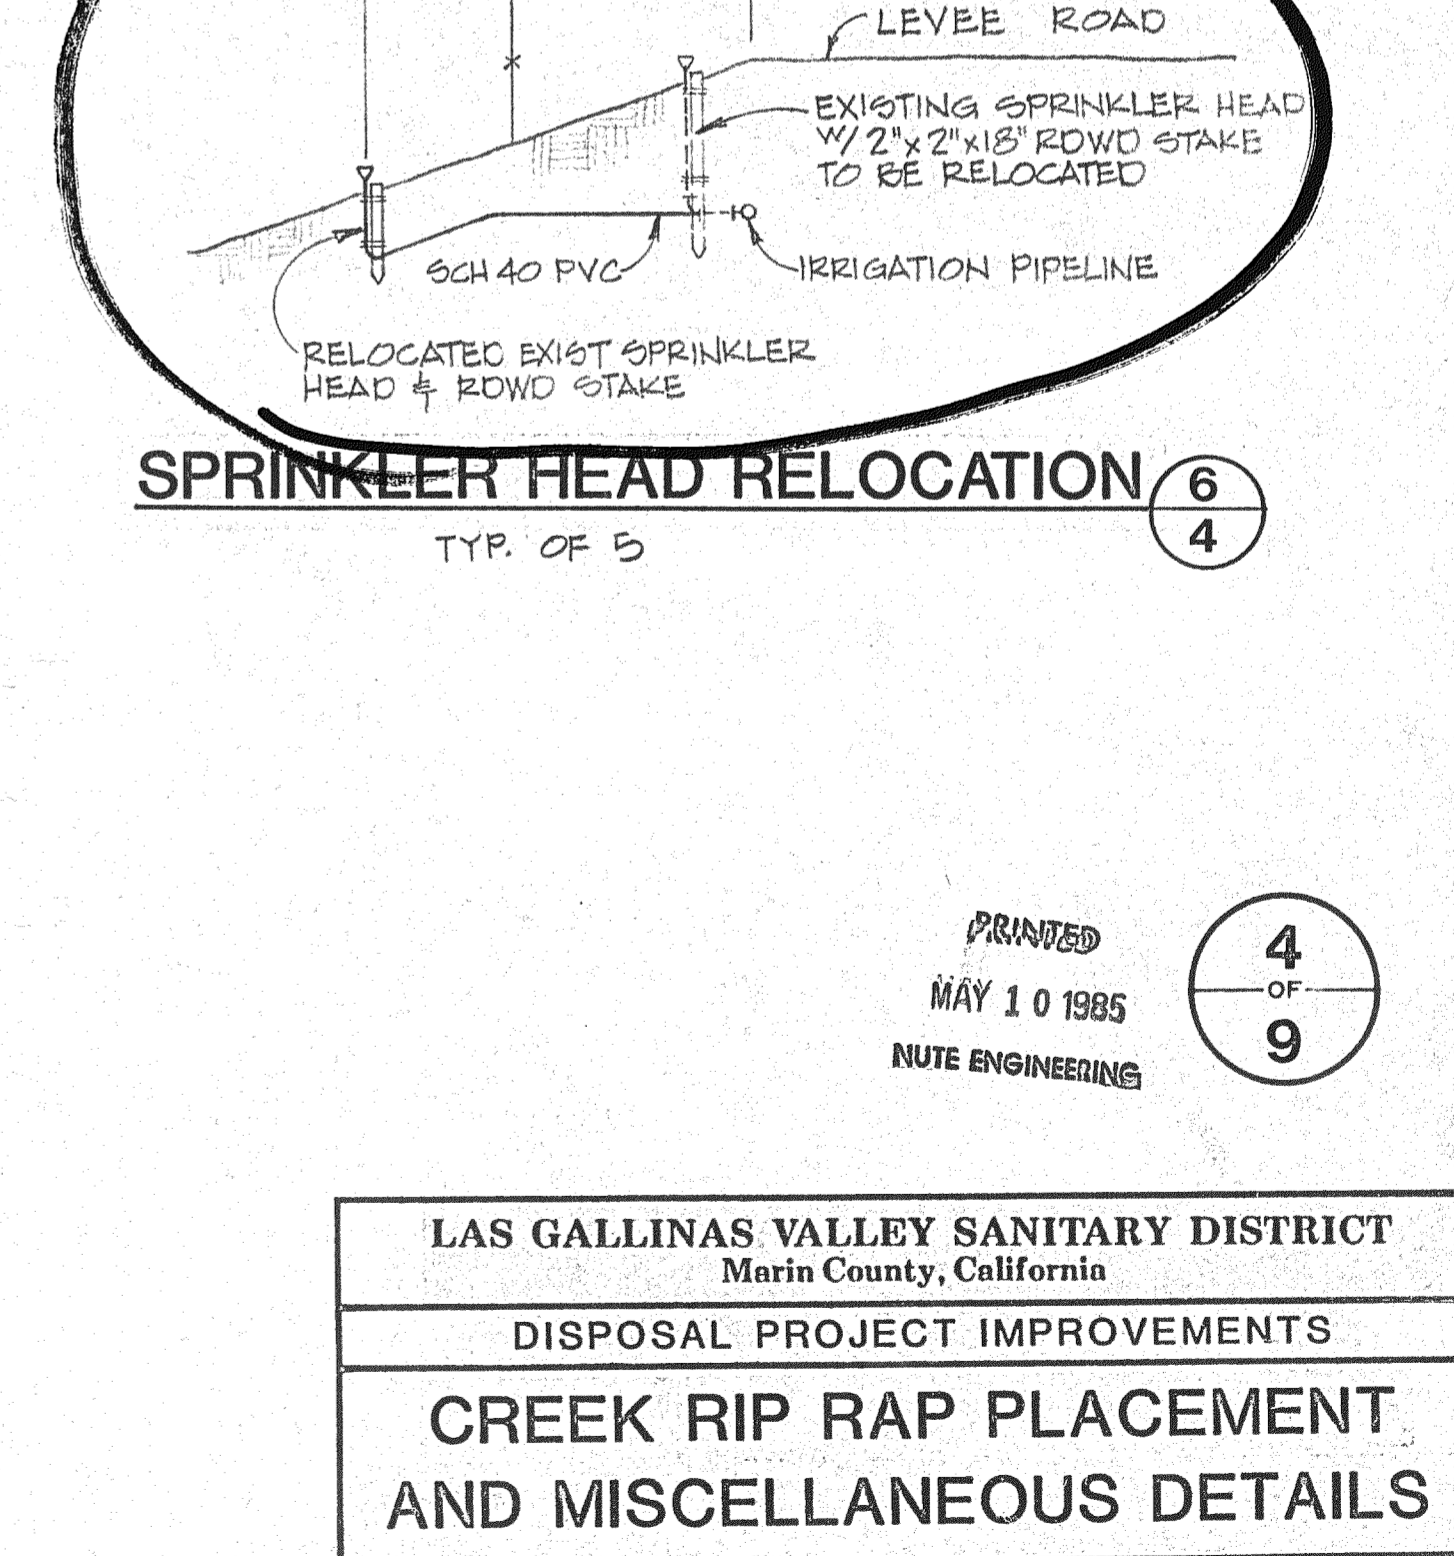 LEVEE ROAD
EXISTING SPRINKLER HEAD
W/ 2"x2"x18" RDWD STAKE
TO BE RELOCATED
SCH 40 PVC
IRRIGATION PIPELINE
RELOCATED EXIST SPRINKLER
HEAD & RDWD STAKE
SPRINKLER HEAD RELOCATION
6
4
TYP. OF 5
PRINTED
MAY 10 1985
NUTE ENGINEERING
4
OF
9
LAS GALLINAS VALLEY SANITARY DISTRICT
Marin County, California
DISPOSAL PROJECT IMPROVEMENTS
CREEK RIP RAP PLACEMENT
AND MISCELLANEOUS DETAILS